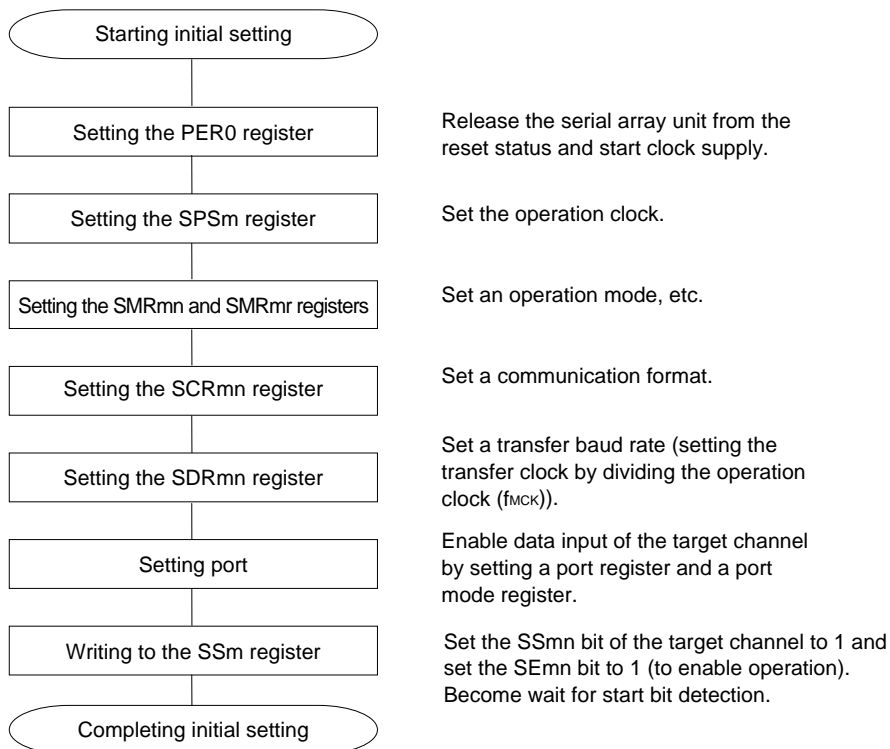 Starting initial setting
Setting the PER0 register
Release the serial array unit from the
reset status and start clock supply.
Setting the SPSm register
Set the operation clock.
Setting the SMRmn and SMRmr registers
Set an operation mode, etc.
Setting the SCRmn register
Set a communication format.
Setting the SDRmn register
Set a transfer baud rate (setting the
transfer clock by dividing the operation
clock (fMCK)).
Setting port
Enable data input of the target channel
by setting a port register and a port
mode register.
Writing to the SSm register
Set the SSmn bit of the target channel to 1 and
set the SEmn bit to 1 (to enable operation).
Become wait for start bit detection.
Completing initial setting